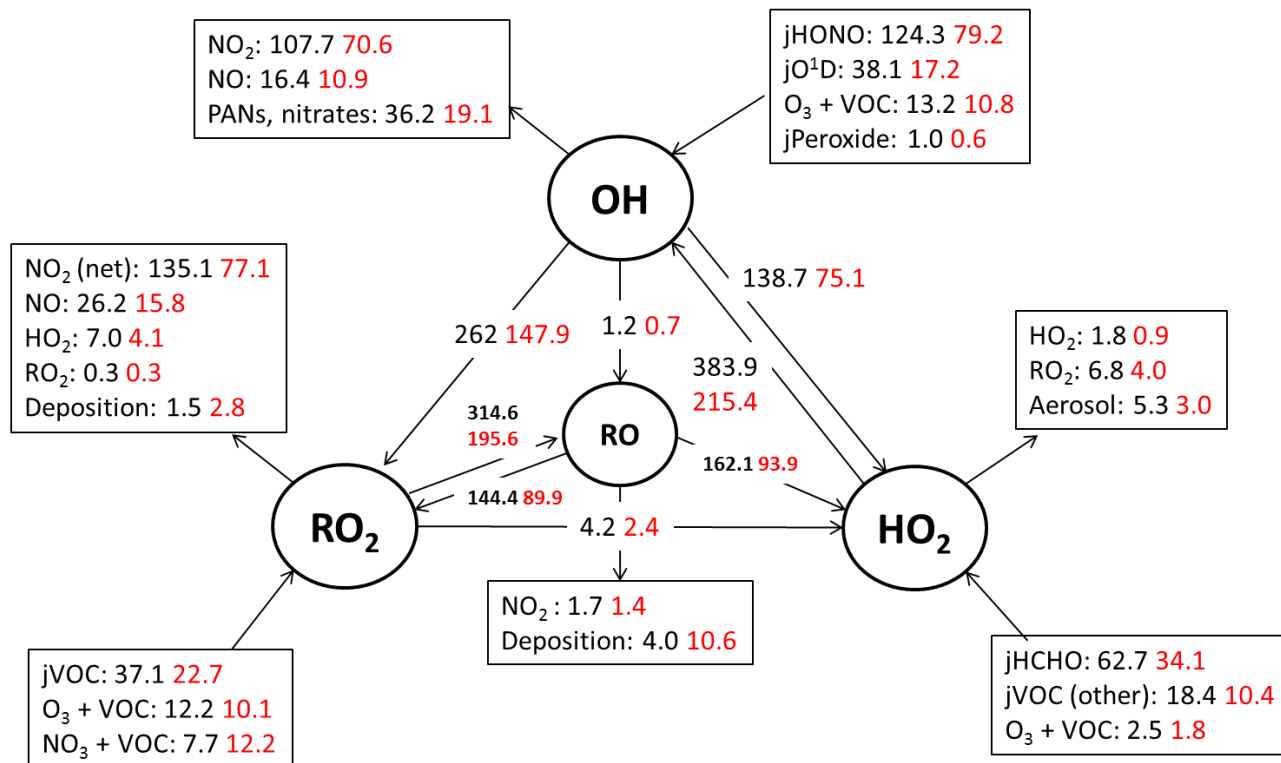 NO₂: 107.7 70.6
NO: 16.4 10.9
PANs, nitrates: 36.2 19.1
jHONO: 124.3 79.2
jO¹D: 38.1 17.2
O₃ + VOC: 13.2 10.8
jPeroxide: 1.0 0.6
OH
NO₂ (net): 135.1 77.1
NO: 26.2 15.8
HO₂: 7.0 4.1
RO₂: 0.3 0.3
Deposition: 1.5 2.8
262 147.9
1.2 0.7
138.7 75.1
383.9
215.4
HO₂: 1.8 0.9
RO₂: 6.8 4.0
Aerosol: 5.3 3.0
314.6
195.6
RO
162.1 93.9
144.4 89.9
RO₂
4.2 2.4
HO₂
NO₂ : 1.7 1.4
Deposition: 4.0 10.6
jVOC: 37.1 22.7
O₃ + VOC: 12.2 10.1
NO₃ + VOC: 7.7 12.2
jHCHO: 62.7 34.1
jVOC (other): 18.4 10.4
O₃ + VOC: 2.5 1.8